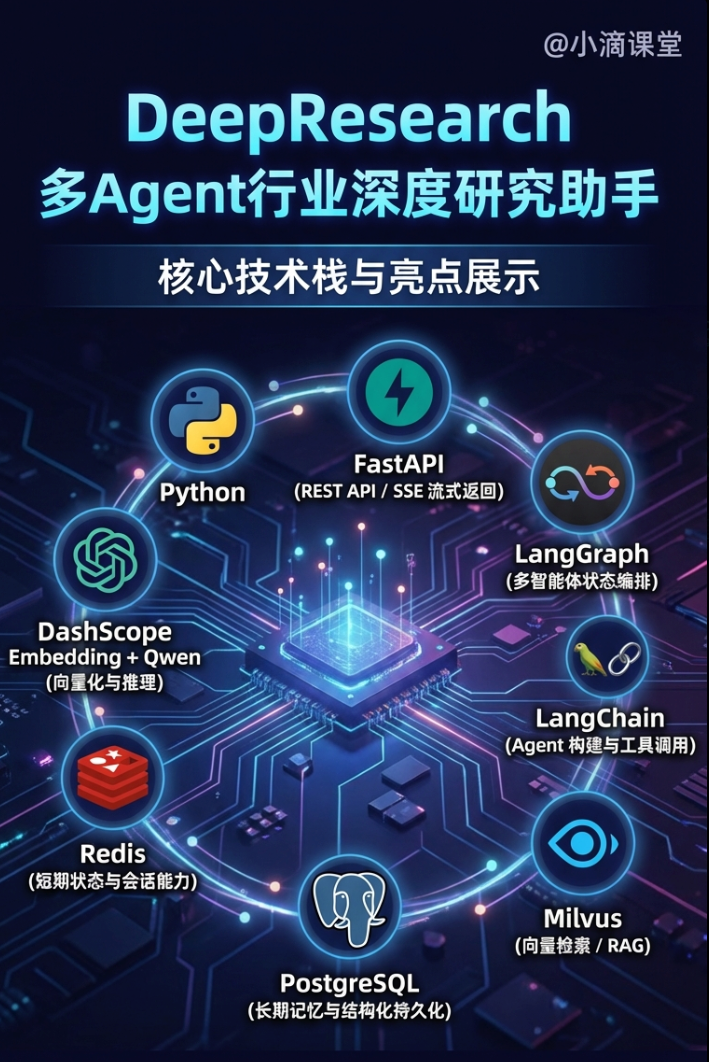 @小滴课堂
DeepResearch
多Agent行业深度研究助手
核心技术栈与亮点展示
Python
FastAPI
(REST API / SSE 流式返回)
LangGraph
(多智能体状态编排)
DashScope
Embedding + Qwen
(向量化与推理)
LangChain
(Agent 构建与工具调用)
Redis
(短期状态与会话能力)
Milvus
(向量检索 / RAG)
PostgreSQL
(长期记忆与结构化持久化)